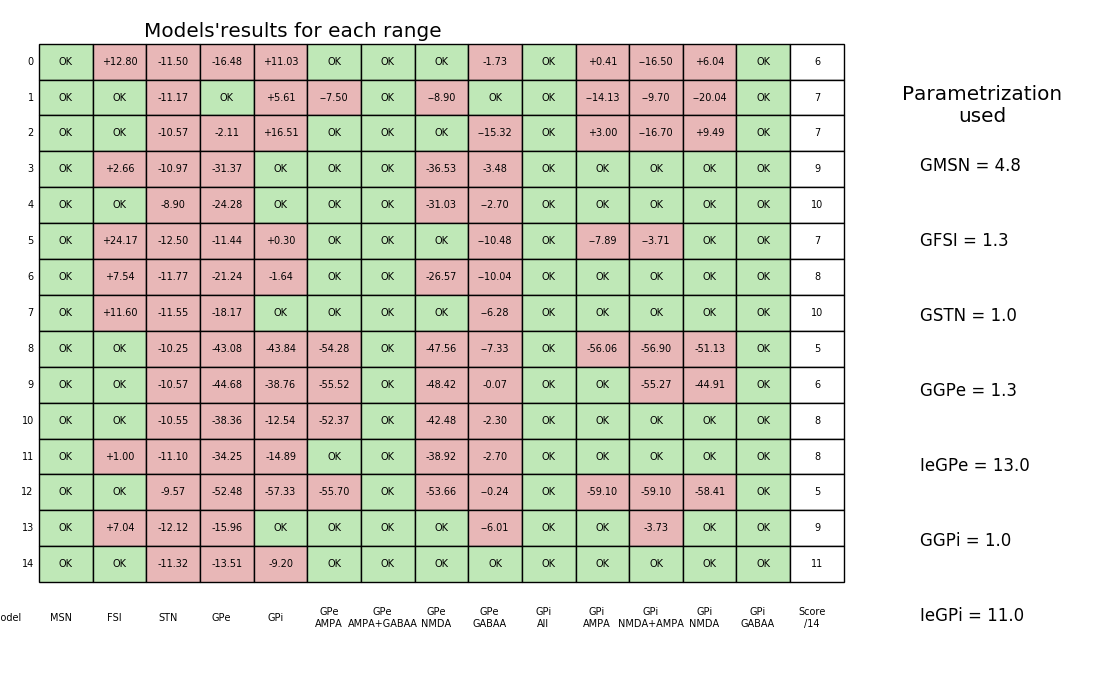 Models'results for each range
0 OK +12.80 -11.50 -16.48 +11.03 OK OK OK -1.73 OK +0.41 --16.50 +6.04 OK 6
1 OK OK -11.17 OK +5.61 --7.50 OK --8.90 OK OK --14.13 --9.70 --20.04 OK 7
2 OK OK -10.57 -2.11 +16.51 OK OK OK --15.32 OK +3.00 --16.70 +9.49 OK 7
3 OK +2.66 -10.97 -31.37 OK OK OK -36.53 -3.48 OK OK OK OK OK 9
4 OK OK -8.90 -24.28 OK OK OK -31.03 --2.70 OK OK OK OK OK 10
5 OK +24.17 -12.50 -11.44 +0.30 OK OK OK --10.48 OK --7.89 --3.71 OK OK 7
6 OK +7.54 -11.77 -21.24 -1.64 OK OK -26.57 --10.04 OK OK OK OK OK 8
7 OK +11.60 -11.55 -18.17 OK OK OK OK --6.28 OK OK OK OK OK 10
8 OK OK -10.25 -43.08 -43.84 -54.28 OK -47.56 --7.33 OK -56.06 -56.90 -51.13 OK 5
9 OK OK -10.57 -44.68 -38.76 -55.52 OK -48.42 -0.07 OK OK -55.27 -44.91 OK 6
10 OK OK -10.55 -38.36 -12.54 -52.37 OK -42.48 -2.30 OK OK OK OK OK 8
11 OK +1.00 -11.10 -34.25 -14.89 OK OK -38.92 -2.70 OK OK OK OK OK 8
12 OK OK -9.57 -52.48 -57.33 -55.70 OK -53.66 --0.24 OK -59.10 -59.10 -58.41 OK 5
13 OK +7.04 -12.12 -15.96 OK OK OK OK --6.01 OK OK -3.73 OK OK 9
14 OK OK -11.32 -13.51 -9.20 OK OK OK OK OK OK OK OK OK 11
GPe GPe GPe GPe GPi GPi GPi GPi GPi Score
odel MSN FSI STN GPe GPi
AMPA AMPA+GABAA NMDA GABAA All AMPA NMDA+AMPA NMDA GABAA /14
Parametrization
used
GMSN = 4.8
GFSI = 1.3
GSTN = 1.0
GGPe = 1.3
IeGPe = 13.0
GGPi = 1.0
IeGPi = 11.0